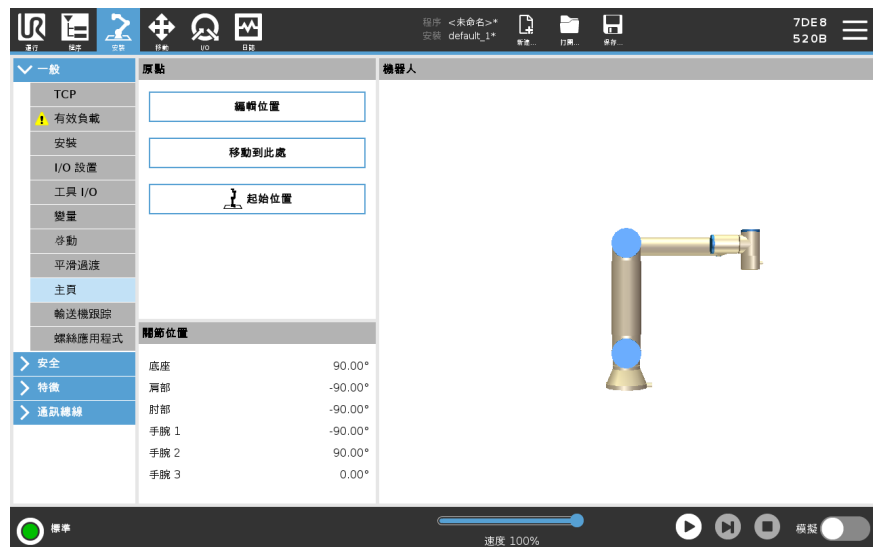 UR
運行
程序
安裝
移動
I/O
日誌
程序 <未命名>*
安裝 default_1*
新建...
打開...
保存...
7DE8
520B
一般
TCP
有效負載
安裝
I/O 設置
工具 I/O
變量
啓動
平滑過渡
主頁
輸送機跟踪
螺絲應用程式
安全
特徵
通訊總線
原點
編輯位置
移動到此處
起始位置
關節位置
底座 90.00°
肩部 -90.00°
肘部 -90.00°
手腕 1 -90.00°
手腕 2 90.00°
手腕 3 0.00°
機器人
標準
速度 100%
模擬